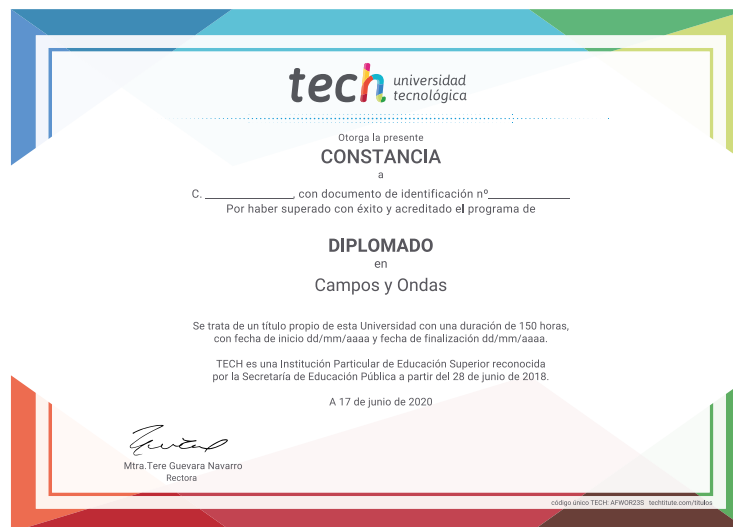 tech universidad
tecnológica
Otorga la presente
CONSTANCIA
a
C. ______________, con documento de identificación nº______________
Por haber superado con éxito y acreditado el programa de
DIPLOMADO
en
Campos y Ondas
Se trata de un título propio de esta Universidad con una duración de 150 horas,
con fecha de inicio dd/mm/aaaa y fecha de finalización dd/mm/aaaa.
TECH es una Institución Particular de Educación Superior reconocida
por la Secretaría de Educación Pública a partir del 28 de junio de 2018.
A 17 de junio de 2020
Mtra.Tere Guevara Navarro
Rectora
código único TECH: AFWOR23S techtitute.com/titulos